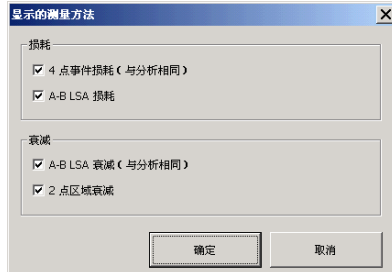 显示的测量方法
损耗
4 点事件损耗(与分析相同)
A-B LSA 损耗
衰减
A-B LSA 衰减(与分析相同)
2 点区域衰减
确定
取消